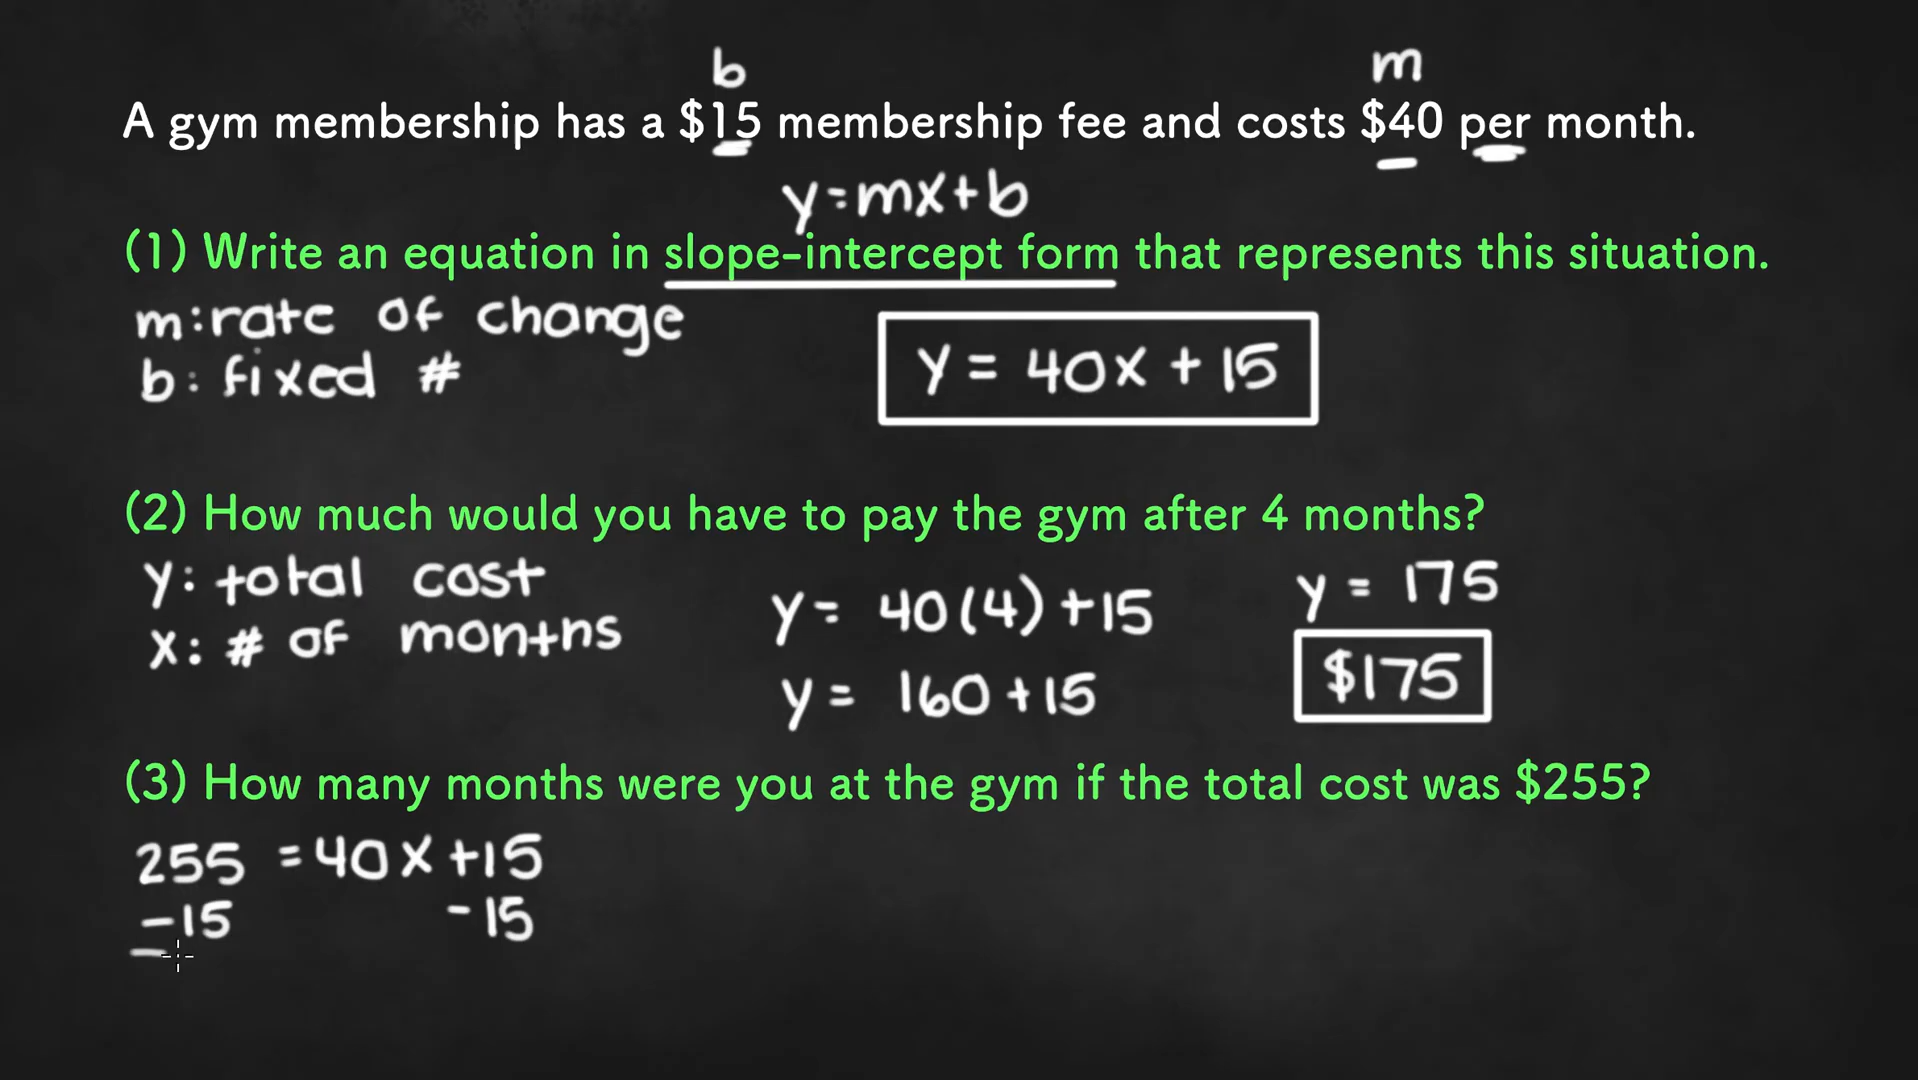 b m
A gym membership has a $15 membership fee and costs $40 per month.
y=mx+b
(1) Write an equation in slope-intercept form that represents this situation.
m: rate of change
b: fixed #
y = 40x + 15
(2) How much would you have to pay the gym after 4 months?
y: total cost
x: # of months
y = 40(4) +15
y = 160 +15
y = 175
$175
(3) How many months were you at the gym if the total cost was $255?
255 = 40x +15
-15 -15